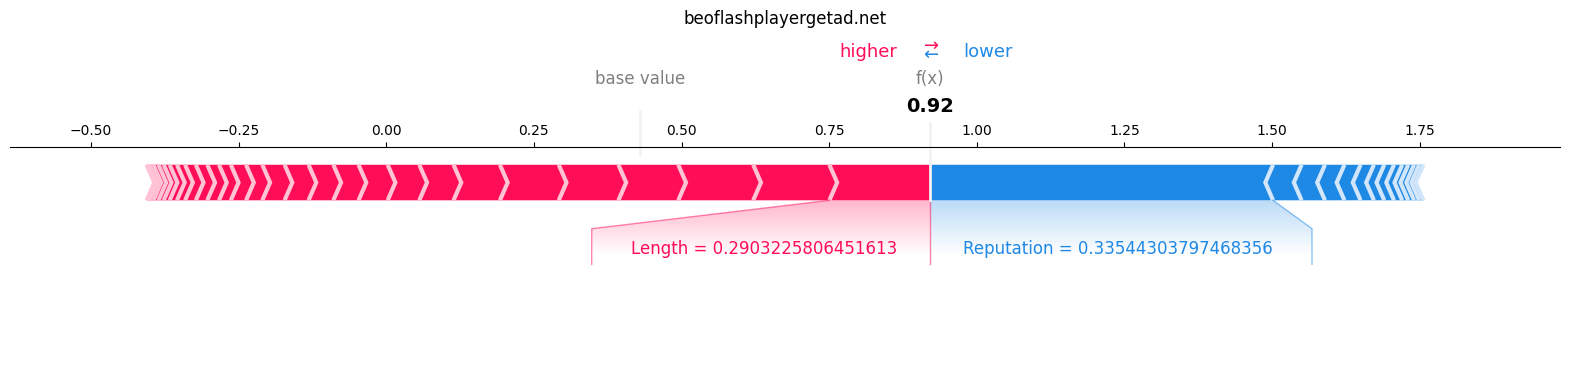 beoflashplayergetad.net
higher → ← lower
base value f(x)
0.92
−0.50 −0.25 0.00 0.25 0.50 0.75 1.00 1.25 1.50 1.75
Length = 0.2903225806451613 Reputation = 0.33544303797468356